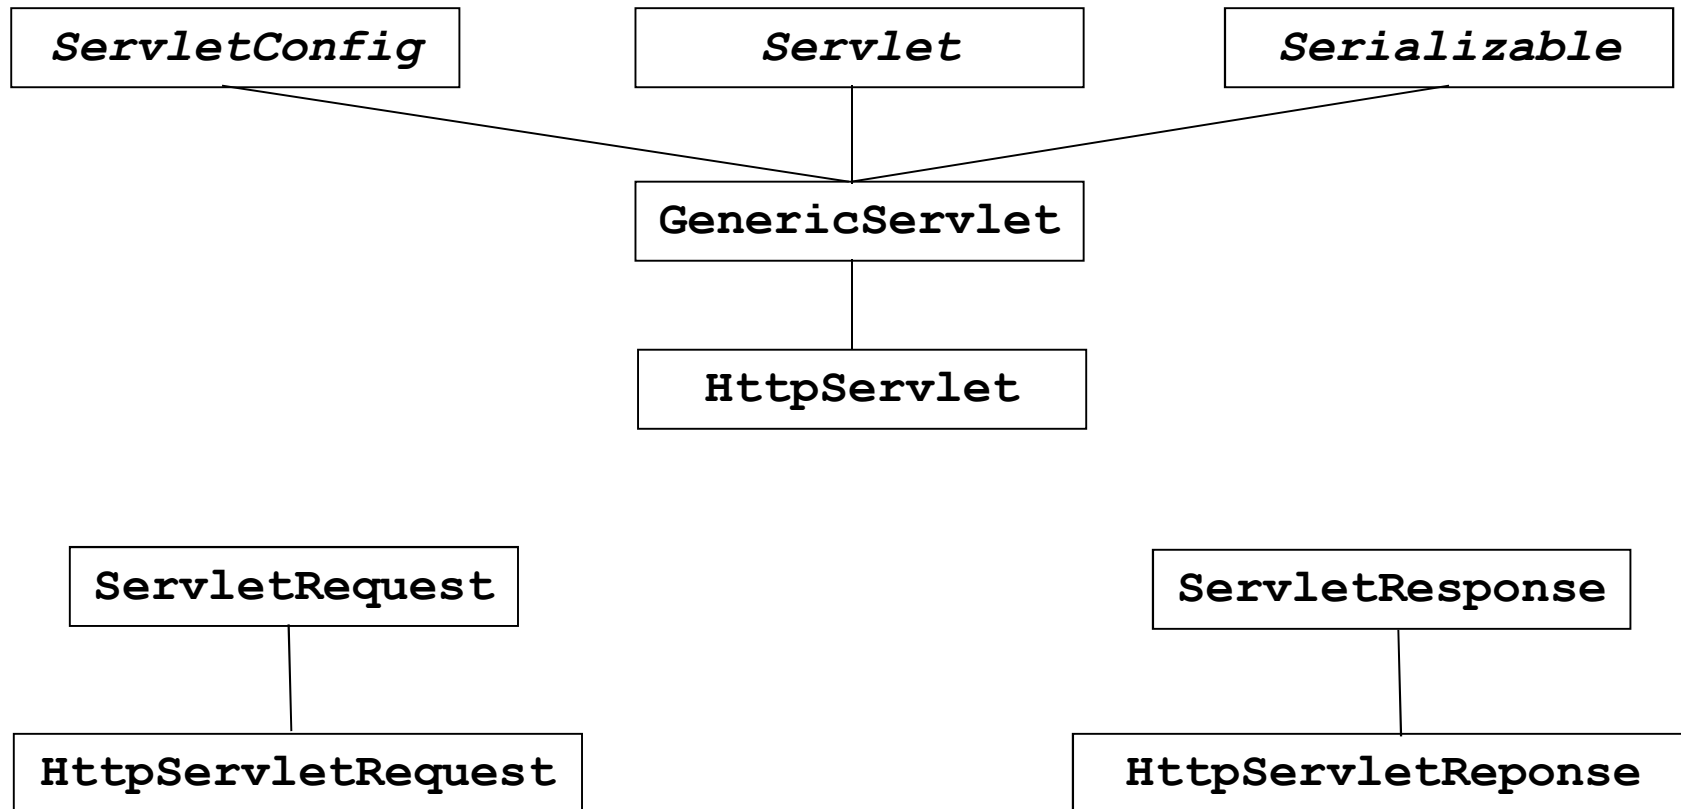 ServletConfig
Servlet
Serializable
GenericServlet
HttpServlet
ServletRequest
ServletResponse
HttpServletRequest
HttpServletReponse